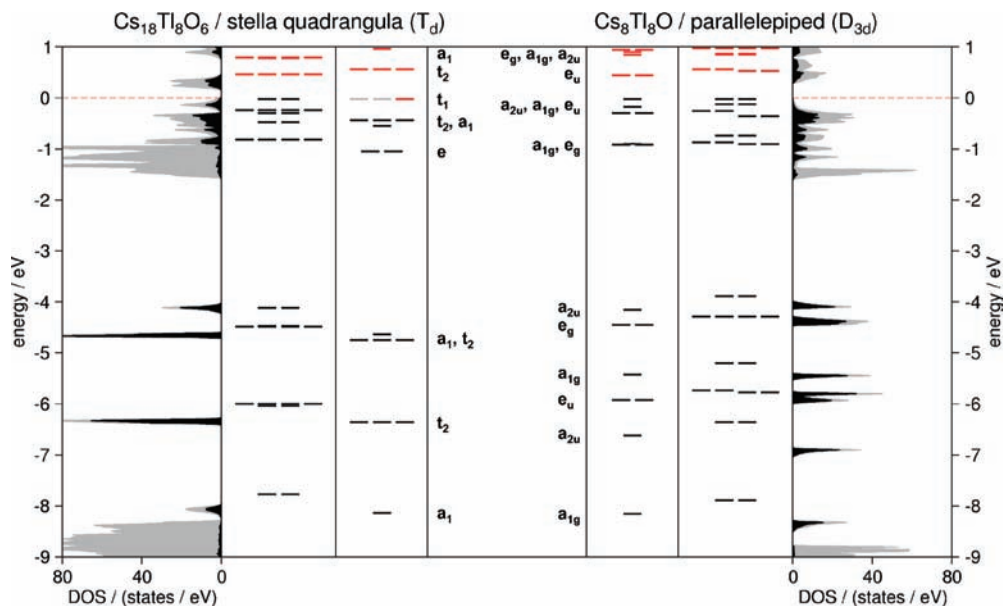 Cs18Tl8O6 / stella quadrangula (Td)
Cs8Tl8O / parallelepiped (D3d)
1
0
-1
-2
-3
-4
-5
-6
-7
-8
-9
energy / eV
80
40
0
DOS / (states / eV)
a1
t2
t1
t2, a1
e
a1, t2
t2
a1
eg, a1g, a2u
eu
a2u, a1g, eu
a1g, eg
a2u
eg
a1g
eu
a2u
a1g
1
0
-1
-2
-3
-4
-5
-6
-7
-8
-9
energy / eV
0
40
80
DOS / (states / eV)